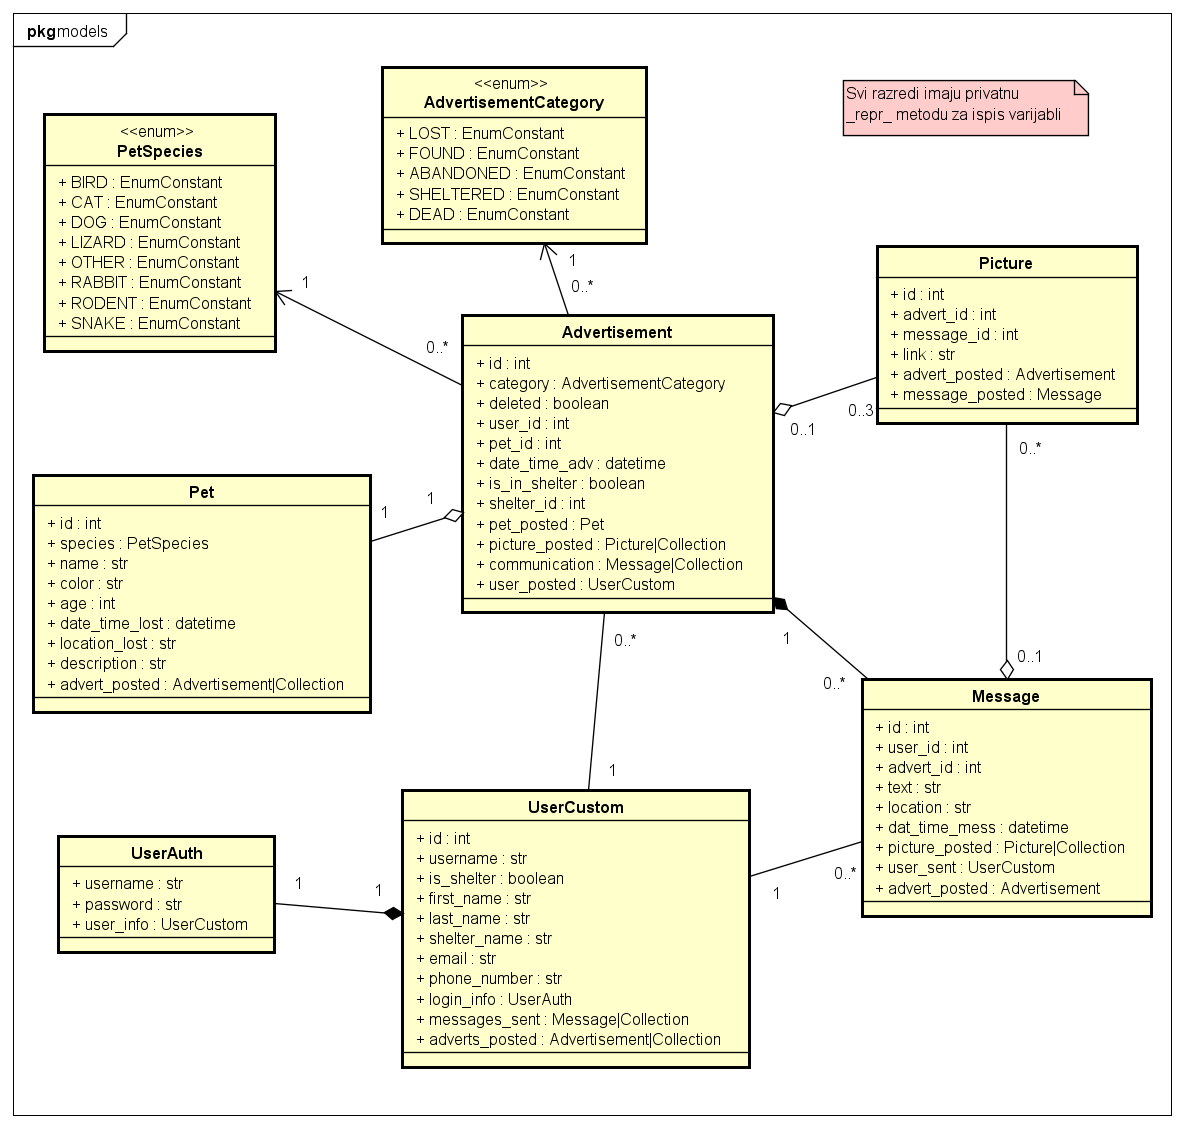 pkgmodels
<<enum>>
AdvertisementCategory
+ LOST : EnumConstant
+ FOUND : EnumConstant
+ ABANDONED : EnumConstant
+ SHELTERED : EnumConstant
+ DEAD : EnumConstant
Svi razredi imaju privatnu
_repr_ metodu za ispis varijabli
<<enum>>
PetSpecies
+ BIRD : EnumConstant
+ CAT : EnumConstant
+ DOG : EnumConstant
+ LIZARD : EnumConstant
+ OTHER : EnumConstant
+ RABBIT : EnumConstant
+ RODENT : EnumConstant
+ SNAKE : EnumConstant
1
0..*
1
0..*
Picture
+ id : int
+ advert_id : int
+ message_id : int
+ link : str
+ advert_posted : Advertisement
+ message_posted : Message
Advertisement
+ id : int
+ category : AdvertisementCategory
+ deleted : boolean
+ user_id : int
+ pet_id : int
+ date_time_adv : datetime
+ is_in_shelter : boolean
+ shelter_id : int
+ pet_posted : Pet
+ picture_posted : Picture|Collection
+ communication : Message|Collection
+ user_posted : UserCustom
0..3
0..1
0..*
0..1
Pet
+ id : int
+ species : PetSpecies
+ name : str
+ color : str
+ age : int
+ date_time_lost : datetime
+ location_lost : str
+ description : str
+ advert_posted : Advertisement|Collection
1
1
0..*
1
1
0..*
Message
+ id : int
+ user_id : int
+ advert_id : int
+ text : str
+ location : str
+ dat_time_mess : datetime
+ picture_posted : Picture|Collection
+ user_sent : UserCustom
+ advert_posted : Advertisement
UserCustom
+ id : int
+ username : str
+ is_shelter : boolean
+ first_name : str
+ last_name : str
+ shelter_name : str
+ email : str
+ phone_number : str
+ login_info : UserAuth
+ messages_sent : Message|Collection
+ adverts_posted : Advertisement|Collection
0..*
1
UserAuth
+ username : str
+ password : str
+ user_info : UserCustom
1
1